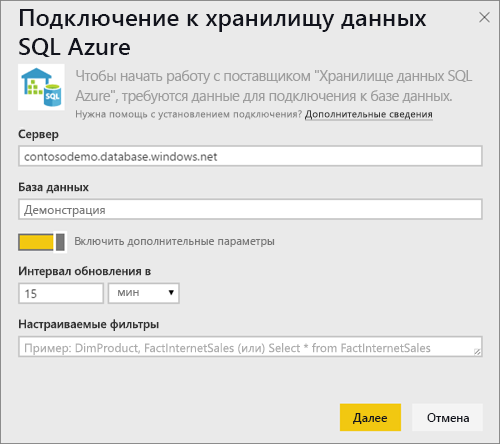 Подключение к хранилищу данных
SQL Azure
SQL
Чтобы начать работу с поставщиком "Хранилище данных SQL
Azure", требуются данные для подключения к базе данных.
Нужна помощь с установлением подключения? Дополнительные сведения
Сервер
contosodemo.database.windows.net
База данных
Демонстрация
Включить дополнительные параметры
Интервал обновления в
15 мин
Настраиваемые фильтры
Пример: DimProduct, FactInternetSales (или) Select * from FactInternetSales
Далее Отмена